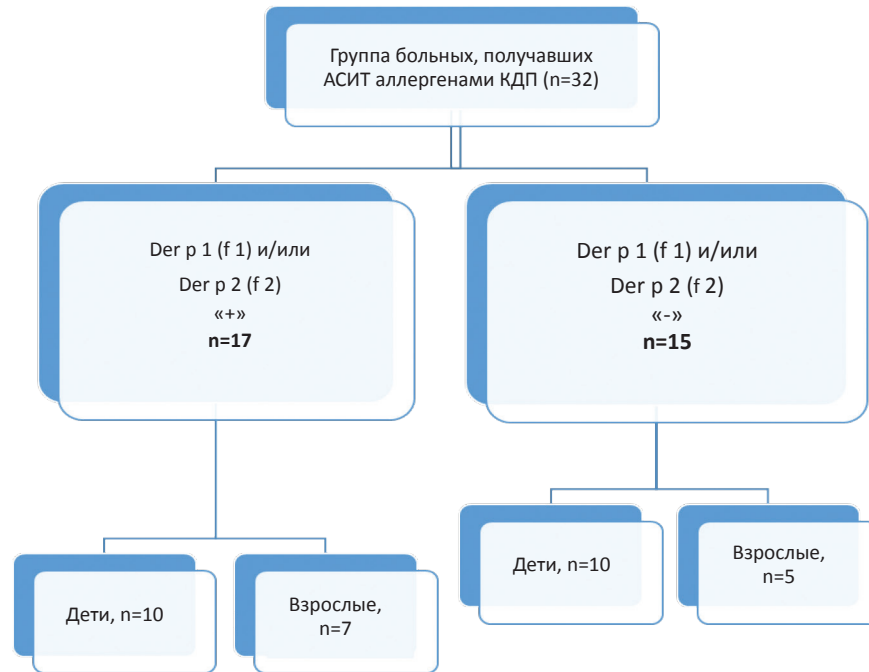 Группа больных, получавших
АСИТ аллергенами КДП (n=32)
Der p 1 (f 1) и/или
Der p 2 (f 2)
«+»
n=17
Der p 1 (f 1) и/или
Der p 2 (f 2)
«-»
n=15
Дети, n=10
Взрослые,
n=7
Дети, n=10
Взрослые,
n=5